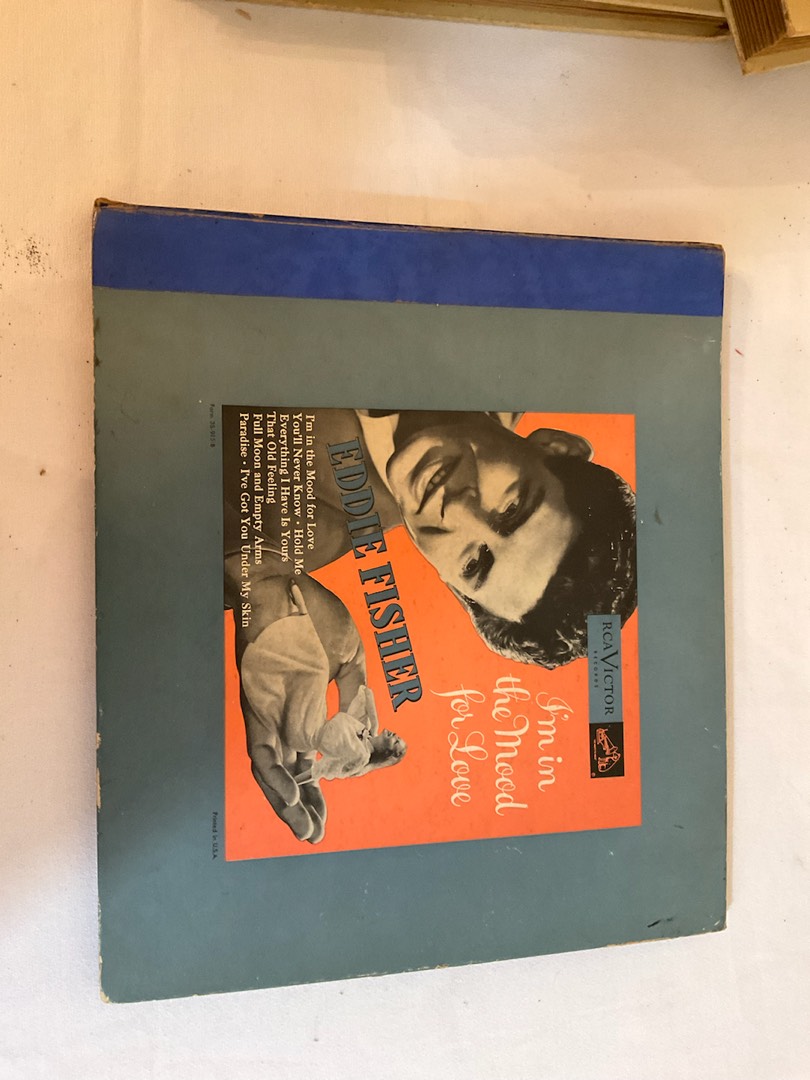 RCA VICTOR
RECORDS
I'm in
the Mood
for Love
EDDIE FISHER
I'm in the Mood for Love
You'll Never Know • Hold Me
Everything I Have Is Yours
That Old Feeling
Full Moon and Empty Arms
Paradise • I've Got You Under My Skin
Printed in U.S.A.